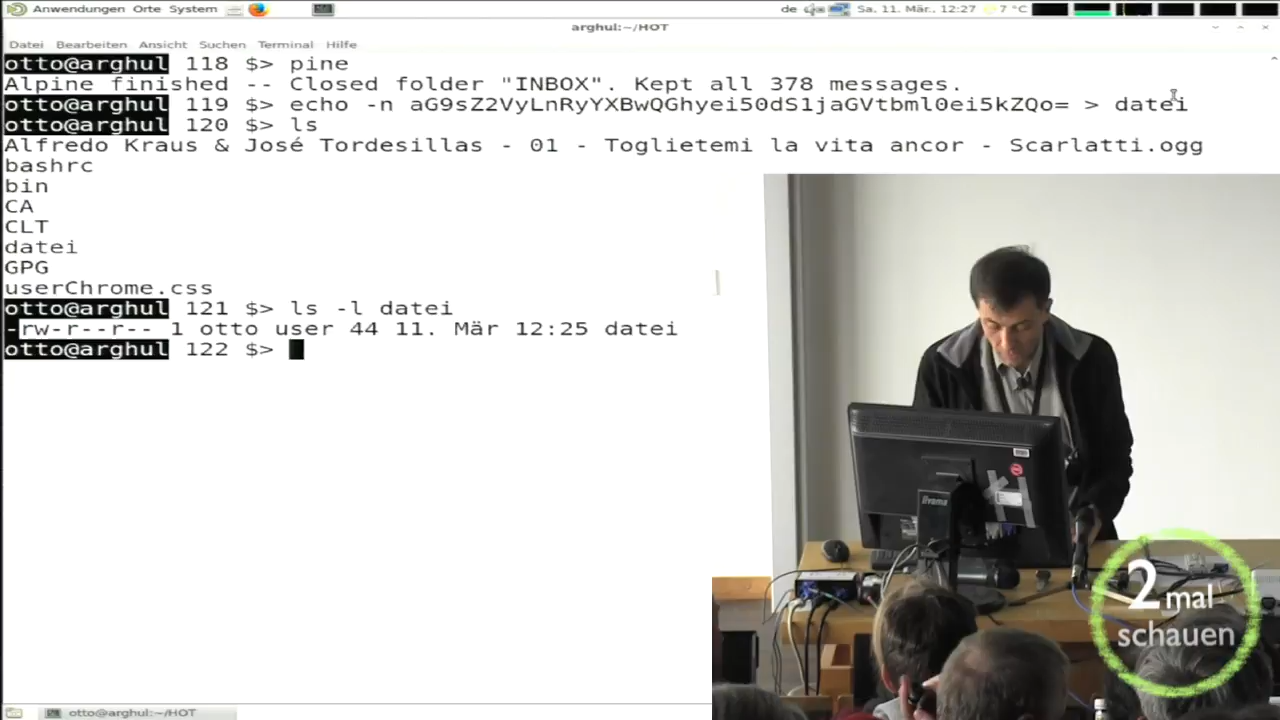 Anwendungen Orte System
de
Sa, 11. Mär., 12:27
7 °C
arghul:~/HOT
Datei Bearbeiten Ansicht Suchen Terminal Hilfe
otto@arghul 118 $> pine
Alpine finished -- Closed folder "INBOX". Kept all 378 messages.
otto@arghul 119 $> echo -n aG9sZ2VyLnRyYXBwQGhyei50dS1jaGVtbml0ei5kZQo= > datei
otto@arghul 120 $> ls
Alfredo Kraus & José Tordesillas - 01 - Toglietemi la vita ancor - Scarlatti.ogg
bashrc
bin
CA
CLT
datei
GPG
userChrome.css
otto@arghul 121 $> ls -l datei
-rw-r--r-- 1 otto user 44 11. Mär 12:25 datei
otto@arghul 122 $>
iiyama
2 mal
schauen
otto@arghul:~/HOT